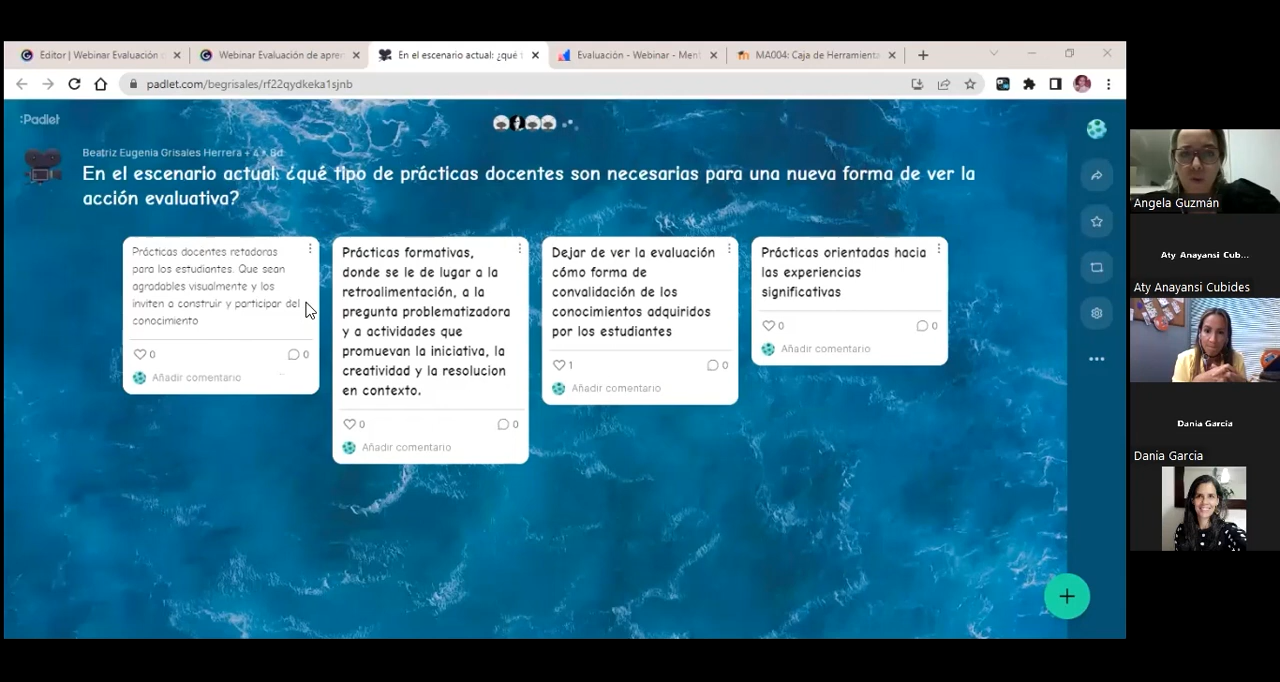 Editor | Webinar Evaluación
Webinar Evaluación de apren
En el escenario actual: ¿qué t
Evaluación - Webinar - Ment
MA004: Caja de Herramienta
padlet.com/begrisales/rf22qydkeka1sjnb
:Padlet
Beatriz Eugenia Grisales Herrera + 4 • 8d
En el escenario actual: ¿qué tipo de prácticas docentes son necesarias para una nueva forma de ver la
acción evaluativa?
Prácticas docentes retadoras
para los estudiantes. Que sean
agradables visualmente y los
inviten a construir y participar del
conocimiento
0
0
Añadir comentario
Prácticas formativas,
donde se le de lugar a la
retroalimentación, a la
pregunta problematizadora
y a actividades que
promuevan la iniciativa, la
creatividad y la resolucion
en contexto.
0
0
Añadir comentario
Dejar de ver la evaluación
cómo forma de
convalidación de los
conocimientos adquiridos
por los estudiantes
1
0
Añadir comentario
Prácticas orientadas hacia
las experiencias
significativas
0
0
Añadir comentario
Angela Guzmán
Aty Anayansi Cub...
Aty Anayansi Cubides
Dania Garcia
Dania Garcia